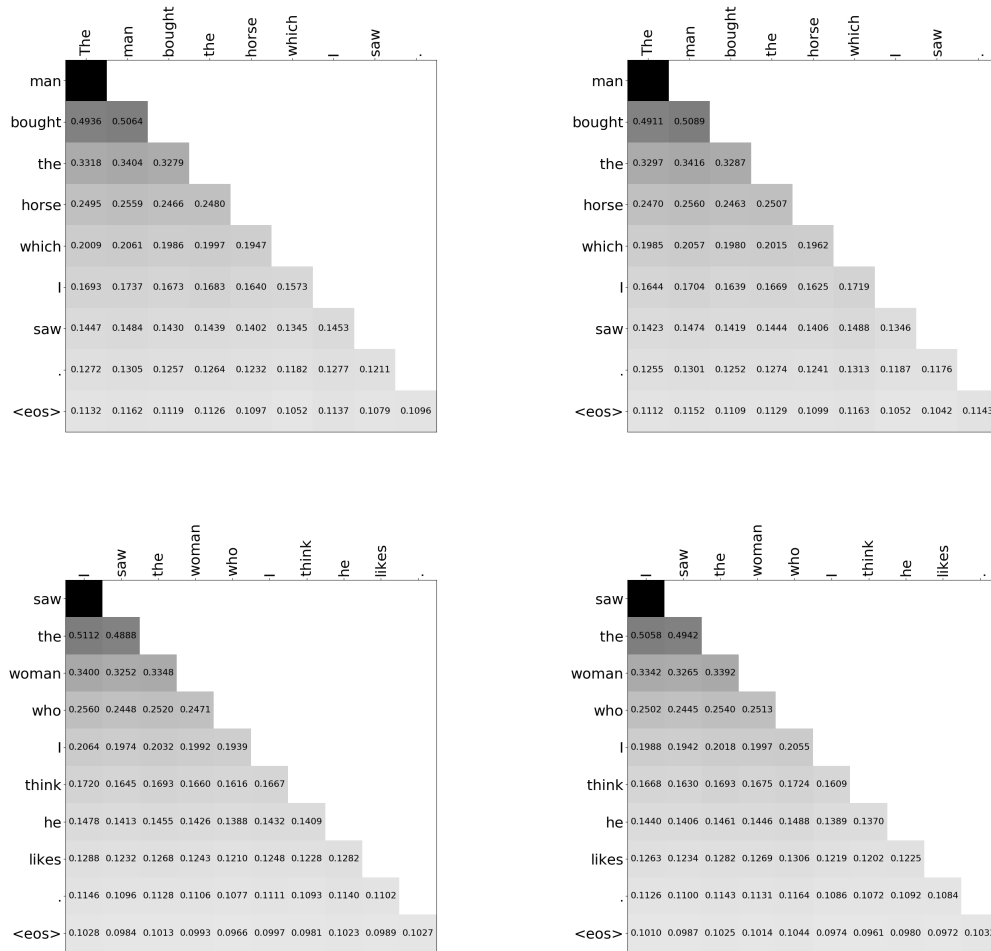 The man bought the horse which I saw .
man
bought 0.4936 0.5064
the 0.3318 0.3404 0.3279
horse 0.2495 0.2559 0.2466 0.2480
which 0.2009 0.2061 0.1986 0.1997 0.1947
I 0.1693 0.1737 0.1673 0.1683 0.1640 0.1573
saw 0.1447 0.1484 0.1430 0.1439 0.1402 0.1345 0.1453
. 0.1272 0.1305 0.1257 0.1264 0.1232 0.1182 0.1277 0.1211
<eos> 0.1132 0.1162 0.1119 0.1126 0.1097 0.1052 0.1137 0.1079 0.1096
The man bought the horse which I saw .
man
bought 0.4911 0.5089
the 0.3297 0.3416 0.3287
horse 0.2470 0.2560 0.2463 0.2507
which 0.1985 0.2057 0.1980 0.2015 0.1962
I 0.1644 0.1704 0.1639 0.1669 0.1625 0.1719
saw 0.1423 0.1474 0.1419 0.1444 0.1406 0.1488 0.1346
. 0.1255 0.1301 0.1252 0.1274 0.1241 0.1313 0.1187 0.1176
<eos> 0.1112 0.1152 0.1109 0.1129 0.1099 0.1163 0.1052 0.1042 0.1143
I saw the woman who I think he likes .
saw
the 0.5112 0.4888
woman 0.3400 0.3252 0.3348
who 0.2560 0.2448 0.2520 0.2471
I 0.2064 0.1974 0.2032 0.1992 0.1939
think 0.1720 0.1645 0.1693 0.1660 0.1616 0.1667
he 0.1478 0.1413 0.1455 0.1426 0.1388 0.1432 0.1409
likes 0.1288 0.1232 0.1268 0.1243 0.1210 0.1248 0.1228 0.1282
. 0.1146 0.1096 0.1128 0.1106 0.1077 0.1111 0.1093 0.1140 0.1102
<eos> 0.1028 0.0984 0.1013 0.0993 0.0966 0.0997 0.0981 0.1023 0.0989 0.1027
I saw the woman who I think he likes .
saw
the 0.5058 0.4942
woman 0.3342 0.3265 0.3392
who 0.2502 0.2445 0.2540 0.2513
I 0.1988 0.1942 0.2018 0.1997 0.2055
think 0.1668 0.1630 0.1693 0.1675 0.1724 0.1609
he 0.1440 0.1406 0.1461 0.1446 0.1488 0.1389 0.1370
likes 0.1263 0.1234 0.1282 0.1269 0.1306 0.1219 0.1202 0.1225
. 0.1126 0.1100 0.1143 0.1131 0.1164 0.1086 0.1072 0.1092 0.1084
<eos> 0.1010 0.0987 0.1025 0.1014 0.1044 0.0974 0.0961 0.0980 0.0972